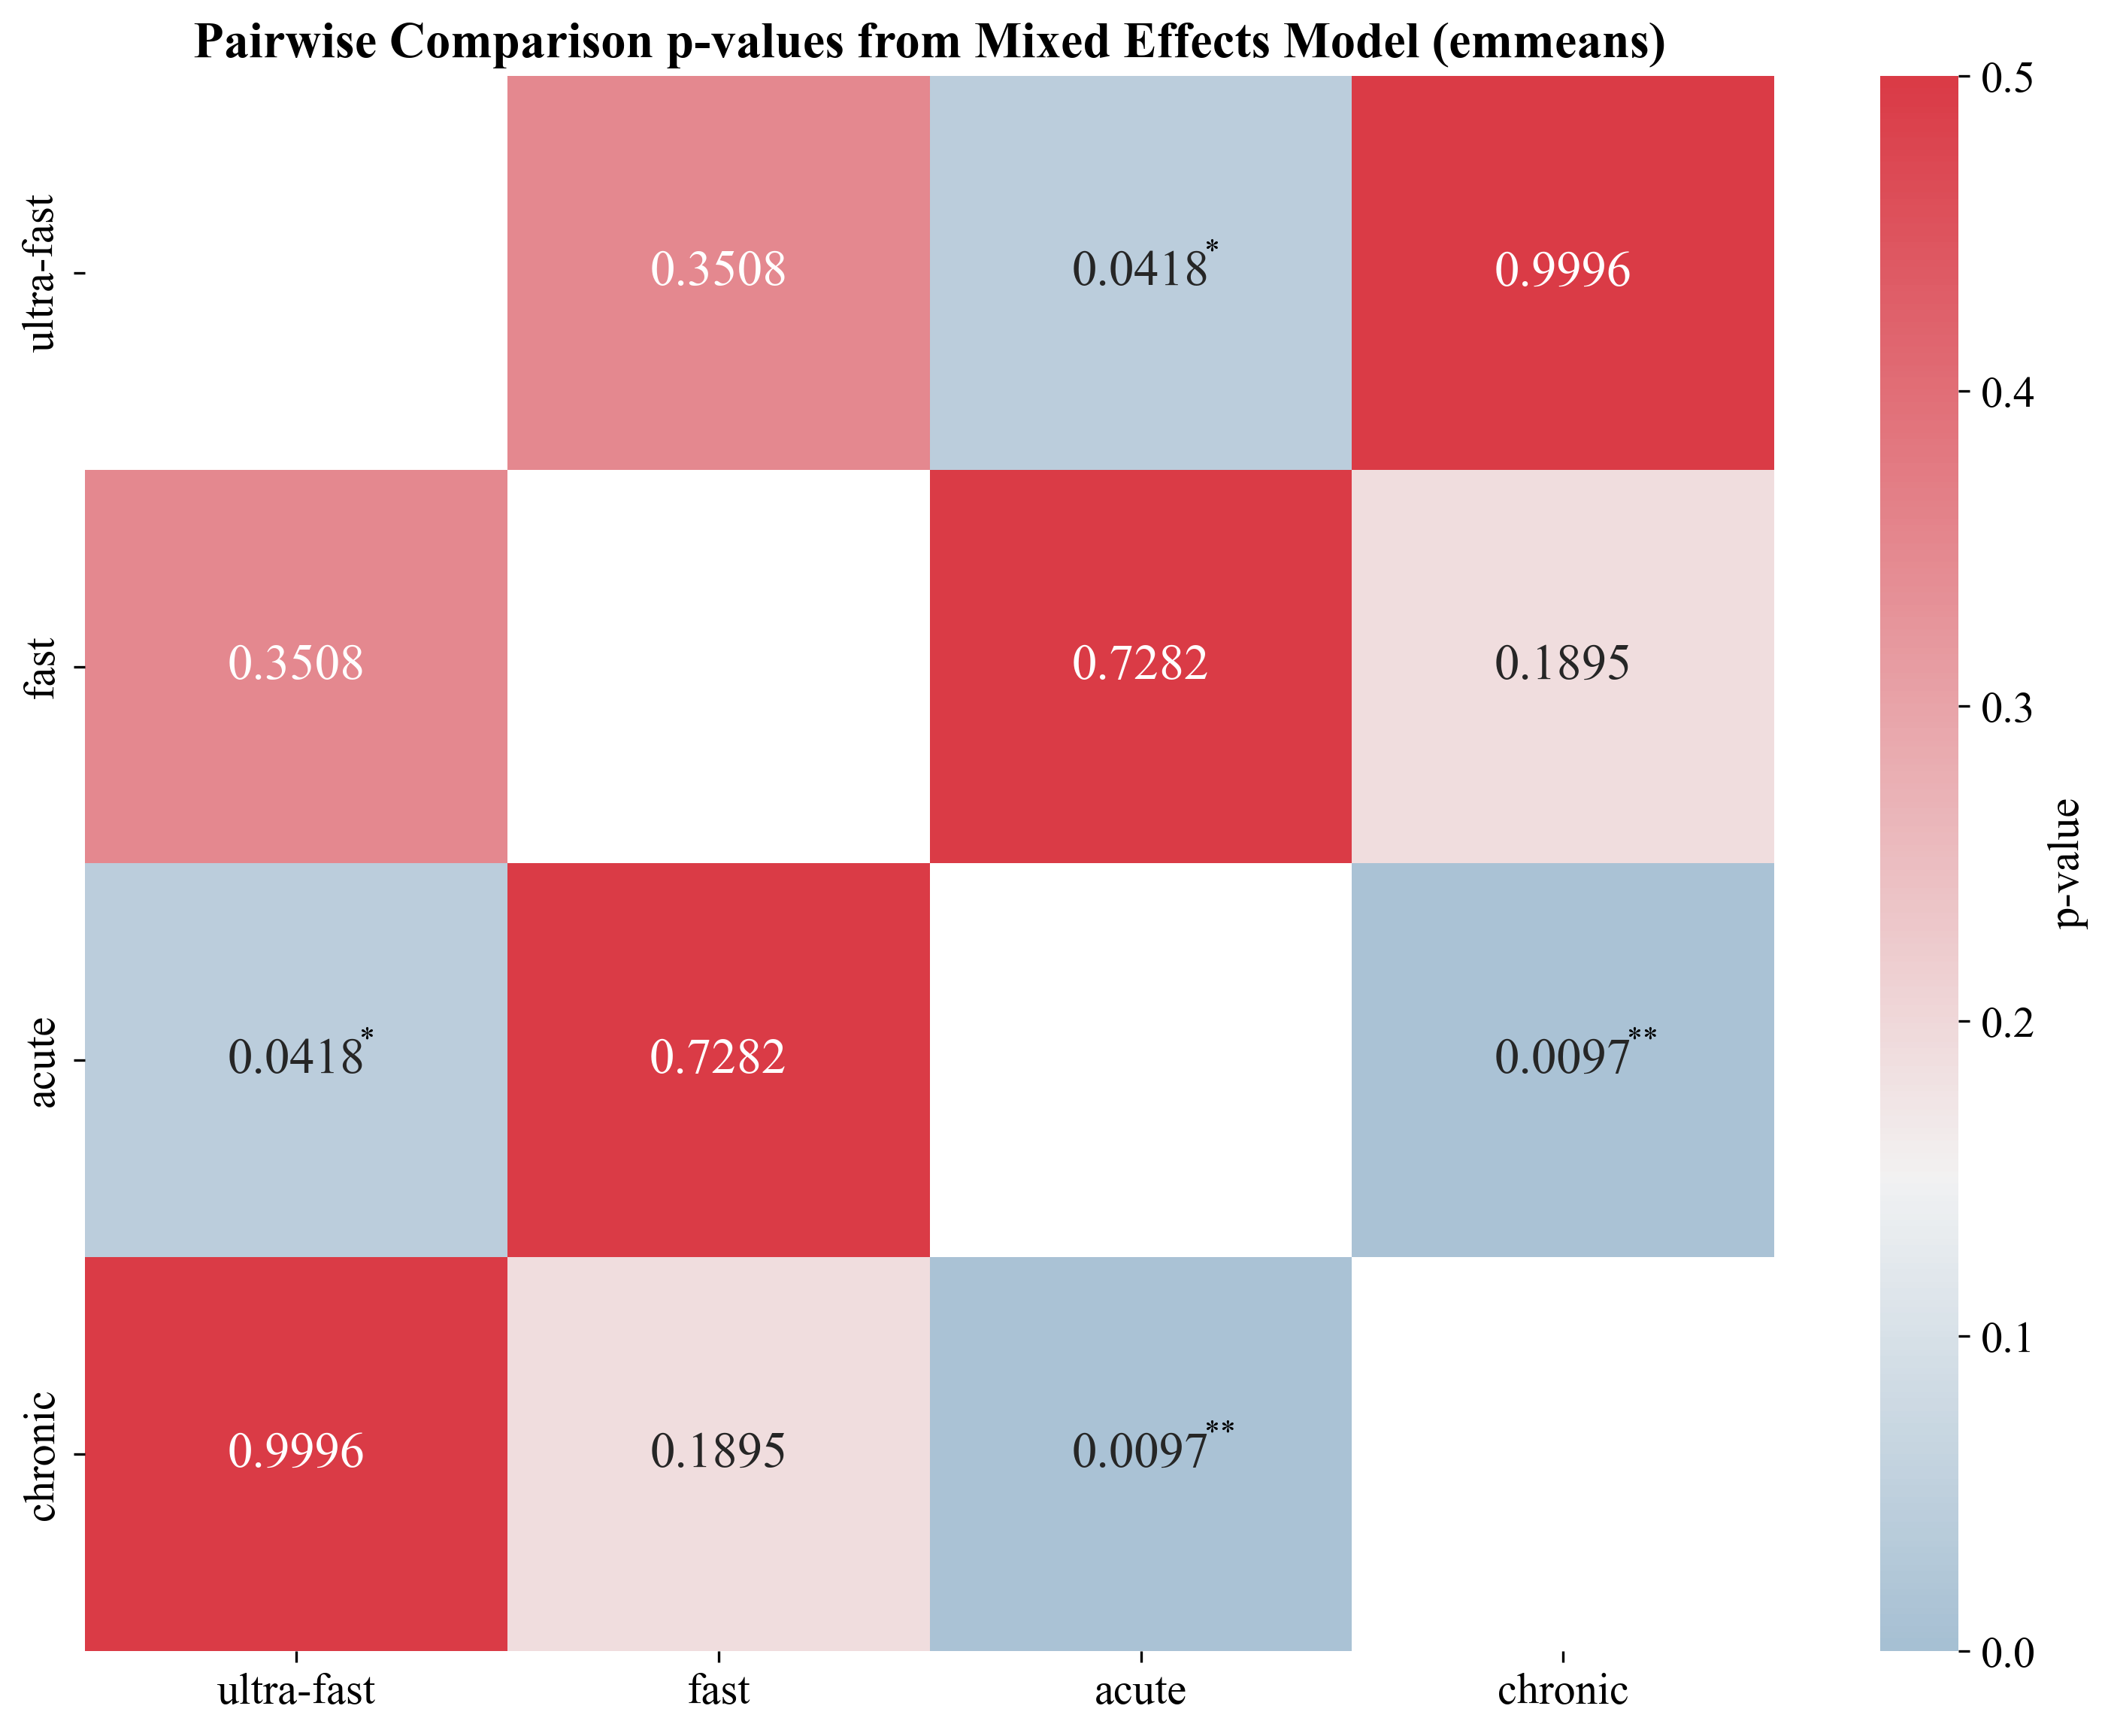 Pairwise Comparison p-values from Mixed Effects Model (emmeans)
ultra-fast
0.3508
0.0418*
0.9996
fast
0.3508
0.7282
0.1895
acute
0.0418*
0.7282
0.0097**
chronic
0.9996
0.1895
0.0097**
ultra-fast
fast
acute
chronic
0.5
0.4
0.3
0.2
0.1
0.0
p-value